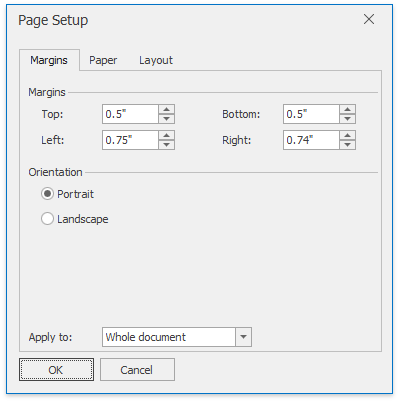 Page Setup
Margins Paper Layout
Margins
Top: 0.5" Bottom: 0.5"
Left: 0.75" Right: 0.74"
Orientation
Portrait
Landscape
Apply to: Whole document
OK Cancel